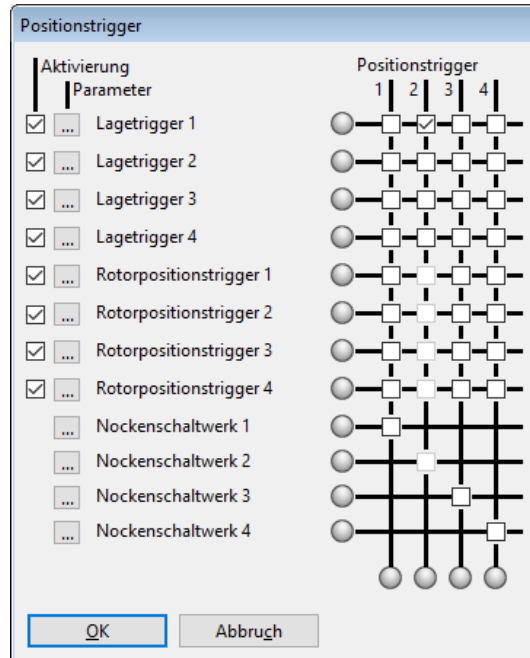 Positionstrigger
Aktivierung
Parameter
Positionstrigger
1 2 3 4
... Lagetrigger 1
... Lagetrigger 2
... Lagetrigger 3
... Lagetrigger 4
... Rotorpositionstrigger 1
... Rotorpositionstrigger 2
... Rotorpositionstrigger 3
... Rotorpositionstrigger 4
... Nockenschaltwerk 1
... Nockenschaltwerk 2
... Nockenschaltwerk 3
... Nockenschaltwerk 4
OK Abbruch